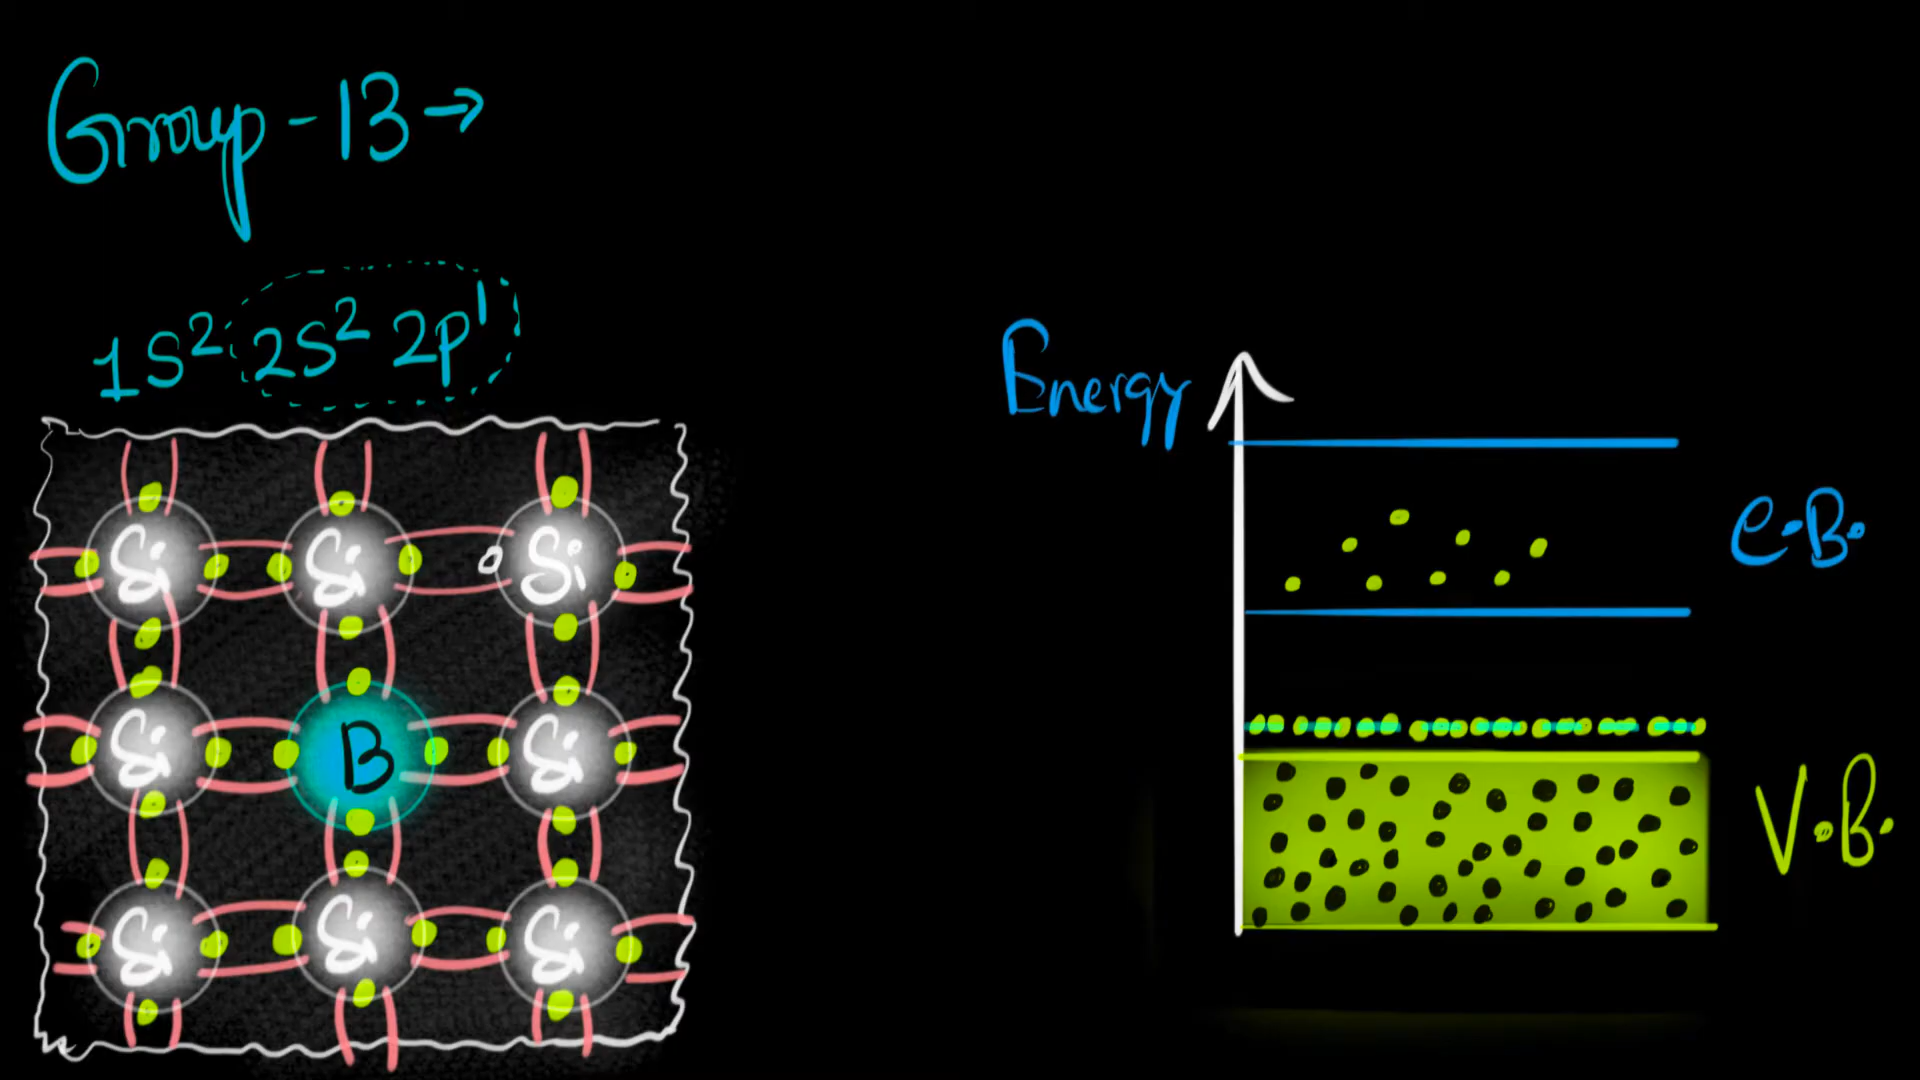 Group - 13 →
1S² 2S² 2p¹
Energy
Si Si Si
Si B Si
Si Si Si
C.B.
V.B.